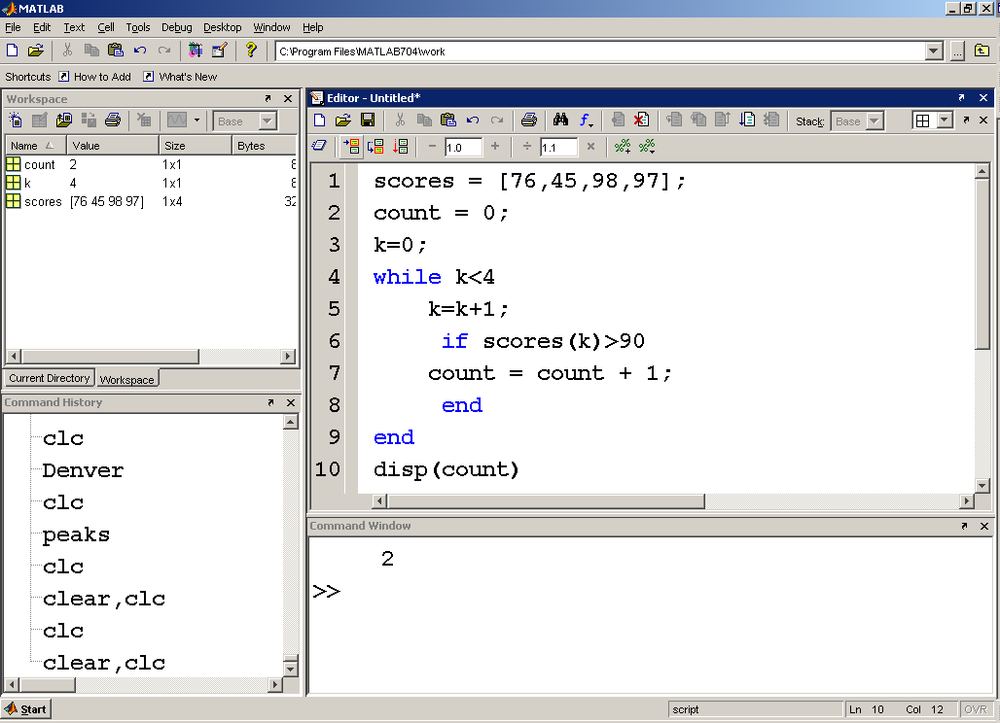 MATLAB
File Edit Text Cell Tools Debug Desktop Window Help
C:\Program Files\MATLAB704\work
...
Shortcuts How to Add What's New
Workspace
Base
Name Value Size Bytes
count 2 1x1 8
k 4 1x1 8
scores [76 45 98 97] 1x4 32
Current Directory Workspace
Command History
clc
Denver
clc
peaks
clc
clear,clc
clc
clear,clc
Editor - Untitled*
Stack: Base
− 1.0 + ÷ 1.1 ×
1 scores = [76,45,98,97];
2 count = 0;
3 k=0;
4 while k<4
5 k=k+1;
6 if scores(k)>90
7 count = count + 1;
8 end
9 end
10 disp(count)
Command Window
2
>>
Start
script Ln 10 Col 12 OVR